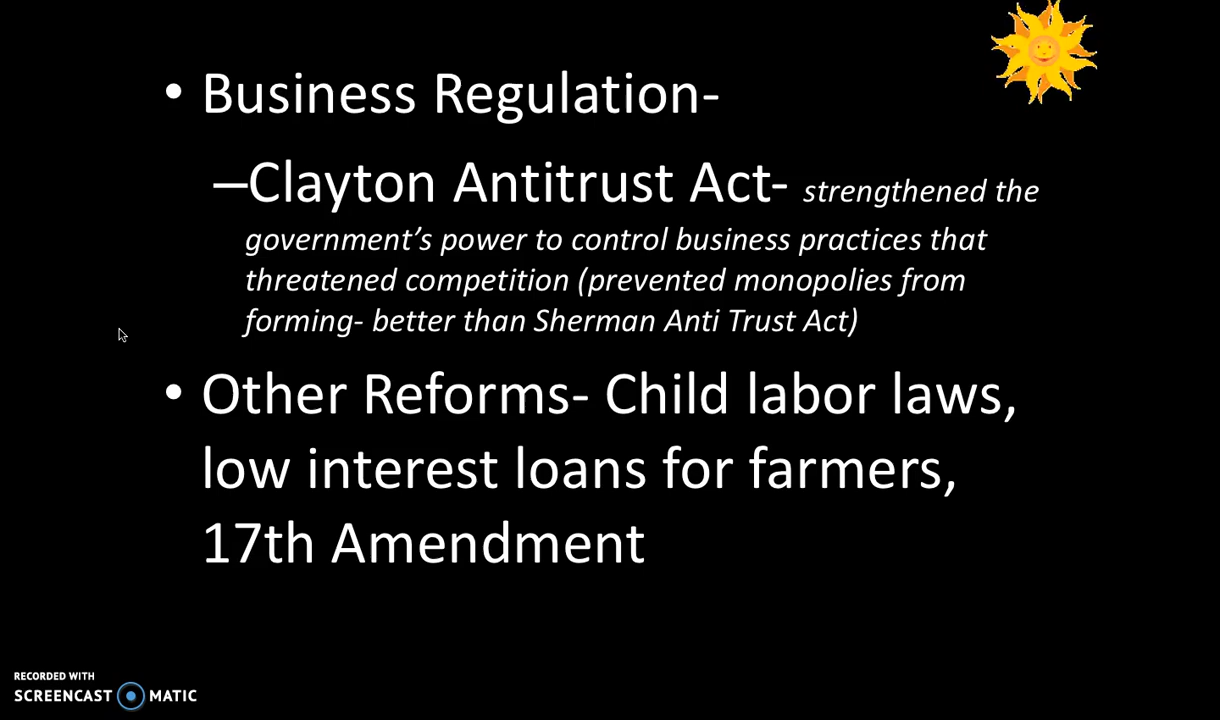 • Business Regulation-
–Clayton Antitrust Act- strengthened the
government’s power to control business practices that
threatened competition (prevented monopolies from
forming- better than Sherman Anti Trust Act)
• Other Reforms- Child labor laws,
low interest loans for farmers,
17th Amendment
RECORDED WITH
SCREENCAST MATIC